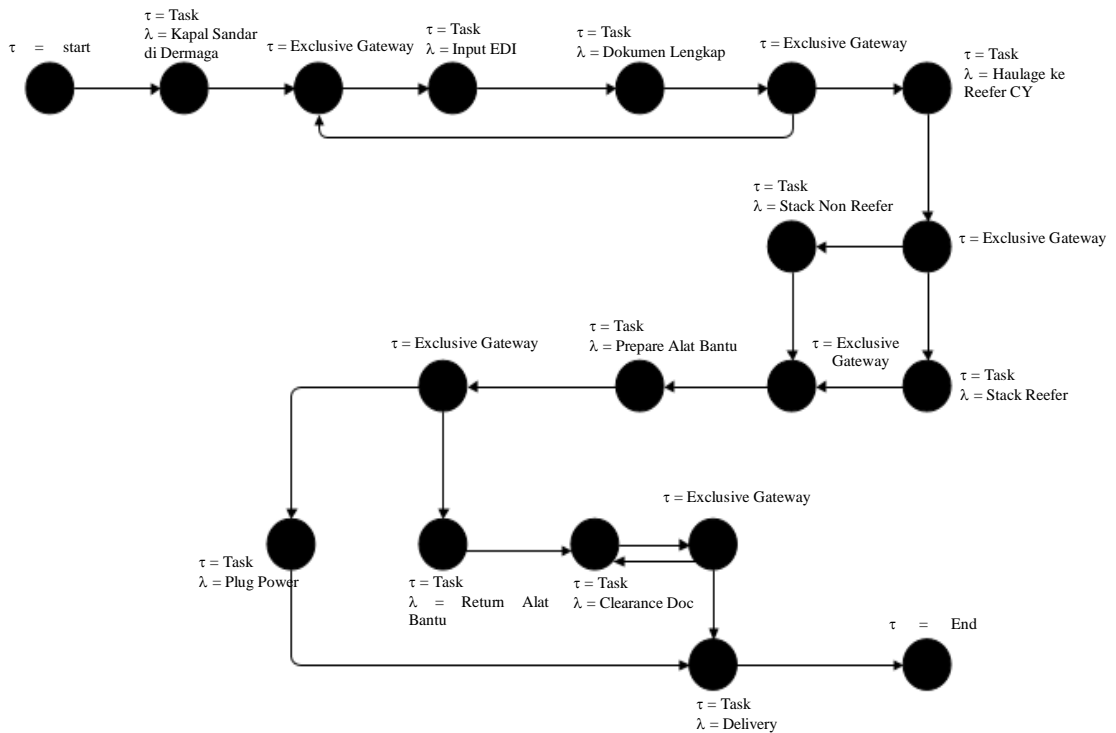 τ = start
τ = Task
λ = Kapal Sandar
di Dermaga
τ = Exclusive Gateway
τ = Task
λ = Input EDI
τ = Task
λ = Dokumen Lengkap
τ = Exclusive Gateway
τ = Task
λ = Haulage ke
Reefer CY
τ = Task
λ = Stack Non Reefer
τ = Exclusive Gateway
τ = Exclusive Gateway
τ = Task
λ = Prepare Alat Bantu
τ = Exclusive
Gateway
τ = Task
λ = Stack Reefer
τ = Exclusive Gateway
τ = Task
λ = Plug Power
τ = Task
λ = Return Alat
Bantu
τ = Task
λ = Clearance Doc
τ = End
τ = Task
λ = Delivery